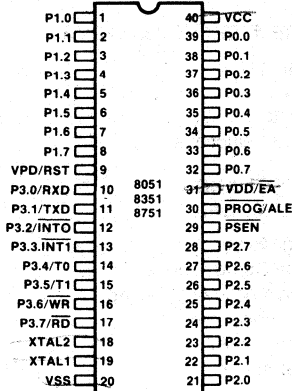 P1.0 1 40 VCC
P1.1 2 39 P0.0
P1.2 3 38 P0.1
P1.3 4 37 P0.2
P1.4 5 36 P0.3
P1.5 6 35 P0.4
P1.6 7 34 P0.5
P1.7 8 33 P0.6
VPD/RST 9 32 P0.7
P3.0/RXD 10 8051 31 VDD/EA
P3.1/TXD 11 8351 30 PROG/ALE
P3.2/INTO 12 8751 29 PSEN
P3.3.INT1 13 28 P2.7
P3.4/T0 14 27 P2.6
P3.5/T1 15 26 P2.5
P3.6/WR 16 25 P2.4
P3.7/RD 17 24 P2.3
XTAL2 18 23 P2.2
XTAL1 19 22 P2.1
VSS 20 21 P2.0